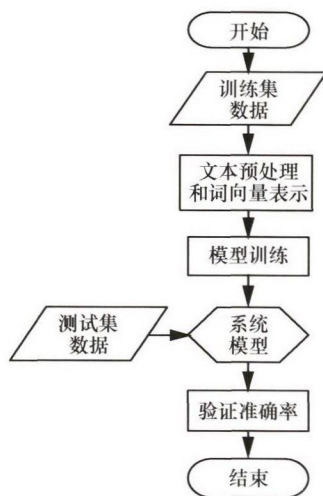 开始
训练集
数据
文本预处理
和词向量表示
模型训练
测试集
数据
系统
模型
验证准确率
结束